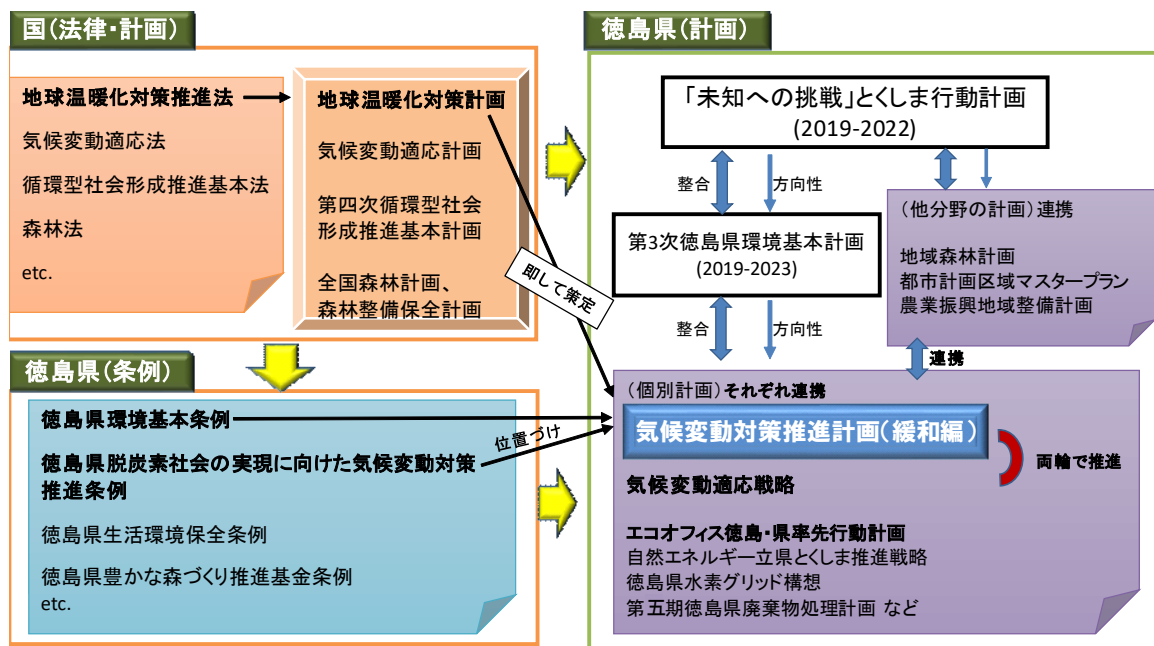 国(法律・計画)
地球温暖化対策推進法
気候変動適応法
循環型社会形成推進基本法
森林法
etc.
地球温暖化対策計画
気候変動適応計画
第四次循環型社会
形成推進基本計画
全国森林計画、
森林整備保全計画
即して策定
徳島県(条例)
徳島県環境基本条例
徳島県脱炭素社会の実現に向けた気候変動対策
推進条例
徳島県生活環境保全条例
徳島県豊かな森づくり推進基金条例
etc.
位置づけ
徳島県(計画)
「未知への挑戦」とくしま行動計画
(2019-2022)
整合
方向性
第3次徳島県環境基本計画
(2019-2023)
整合
方向性
(他分野の計画)連携
地域森林計画
都市計画区域マスタープラン
農業振興地域整備計画
連携
(個別計画)それぞれ連携
気候変動対策推進計画(緩和編)
両輪で推進
気候変動適応戦略
エコオフィス徳島・県率先行動計画
自然エネルギー立県とくしま推進戦略
徳島県水素グリッド構想
第五期徳島県廃棄物処理計画 など